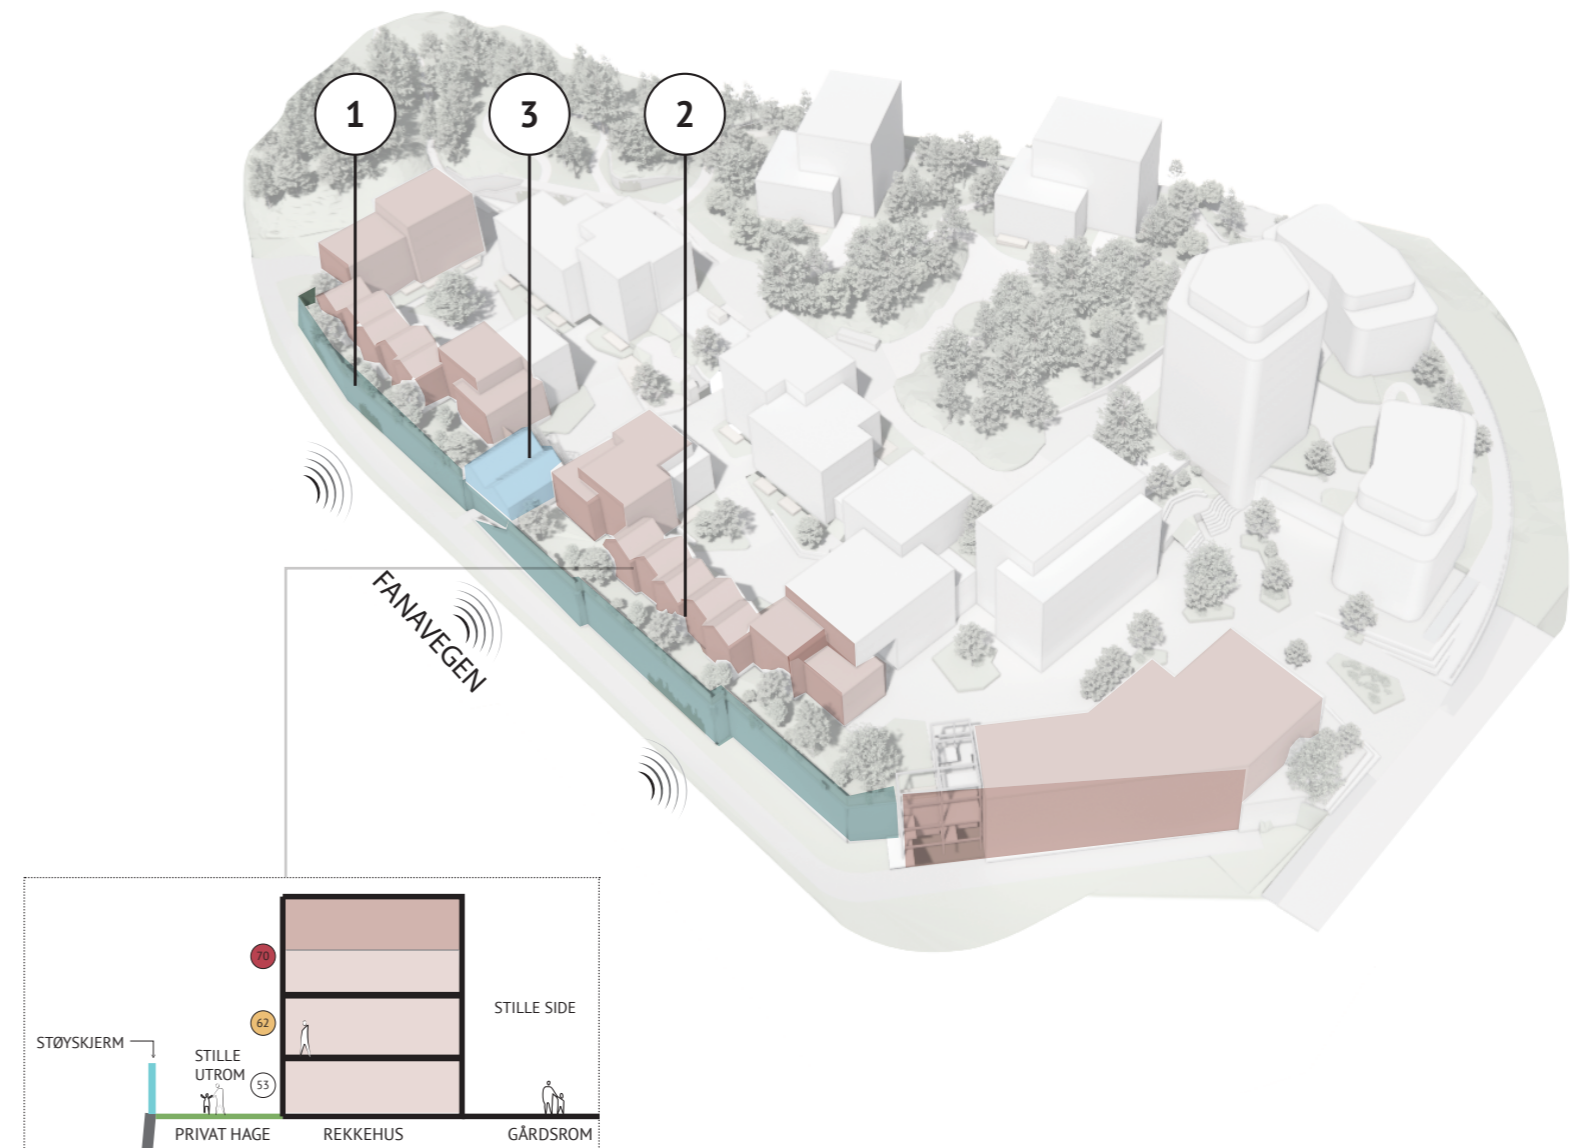 1
3
2
FANAVEGEN
70
STILLE SIDE
62
STØYSKJERM
STILLE
UTROM
53
PRIVAT HAGE
REKKEHUS
GÅRDSROM